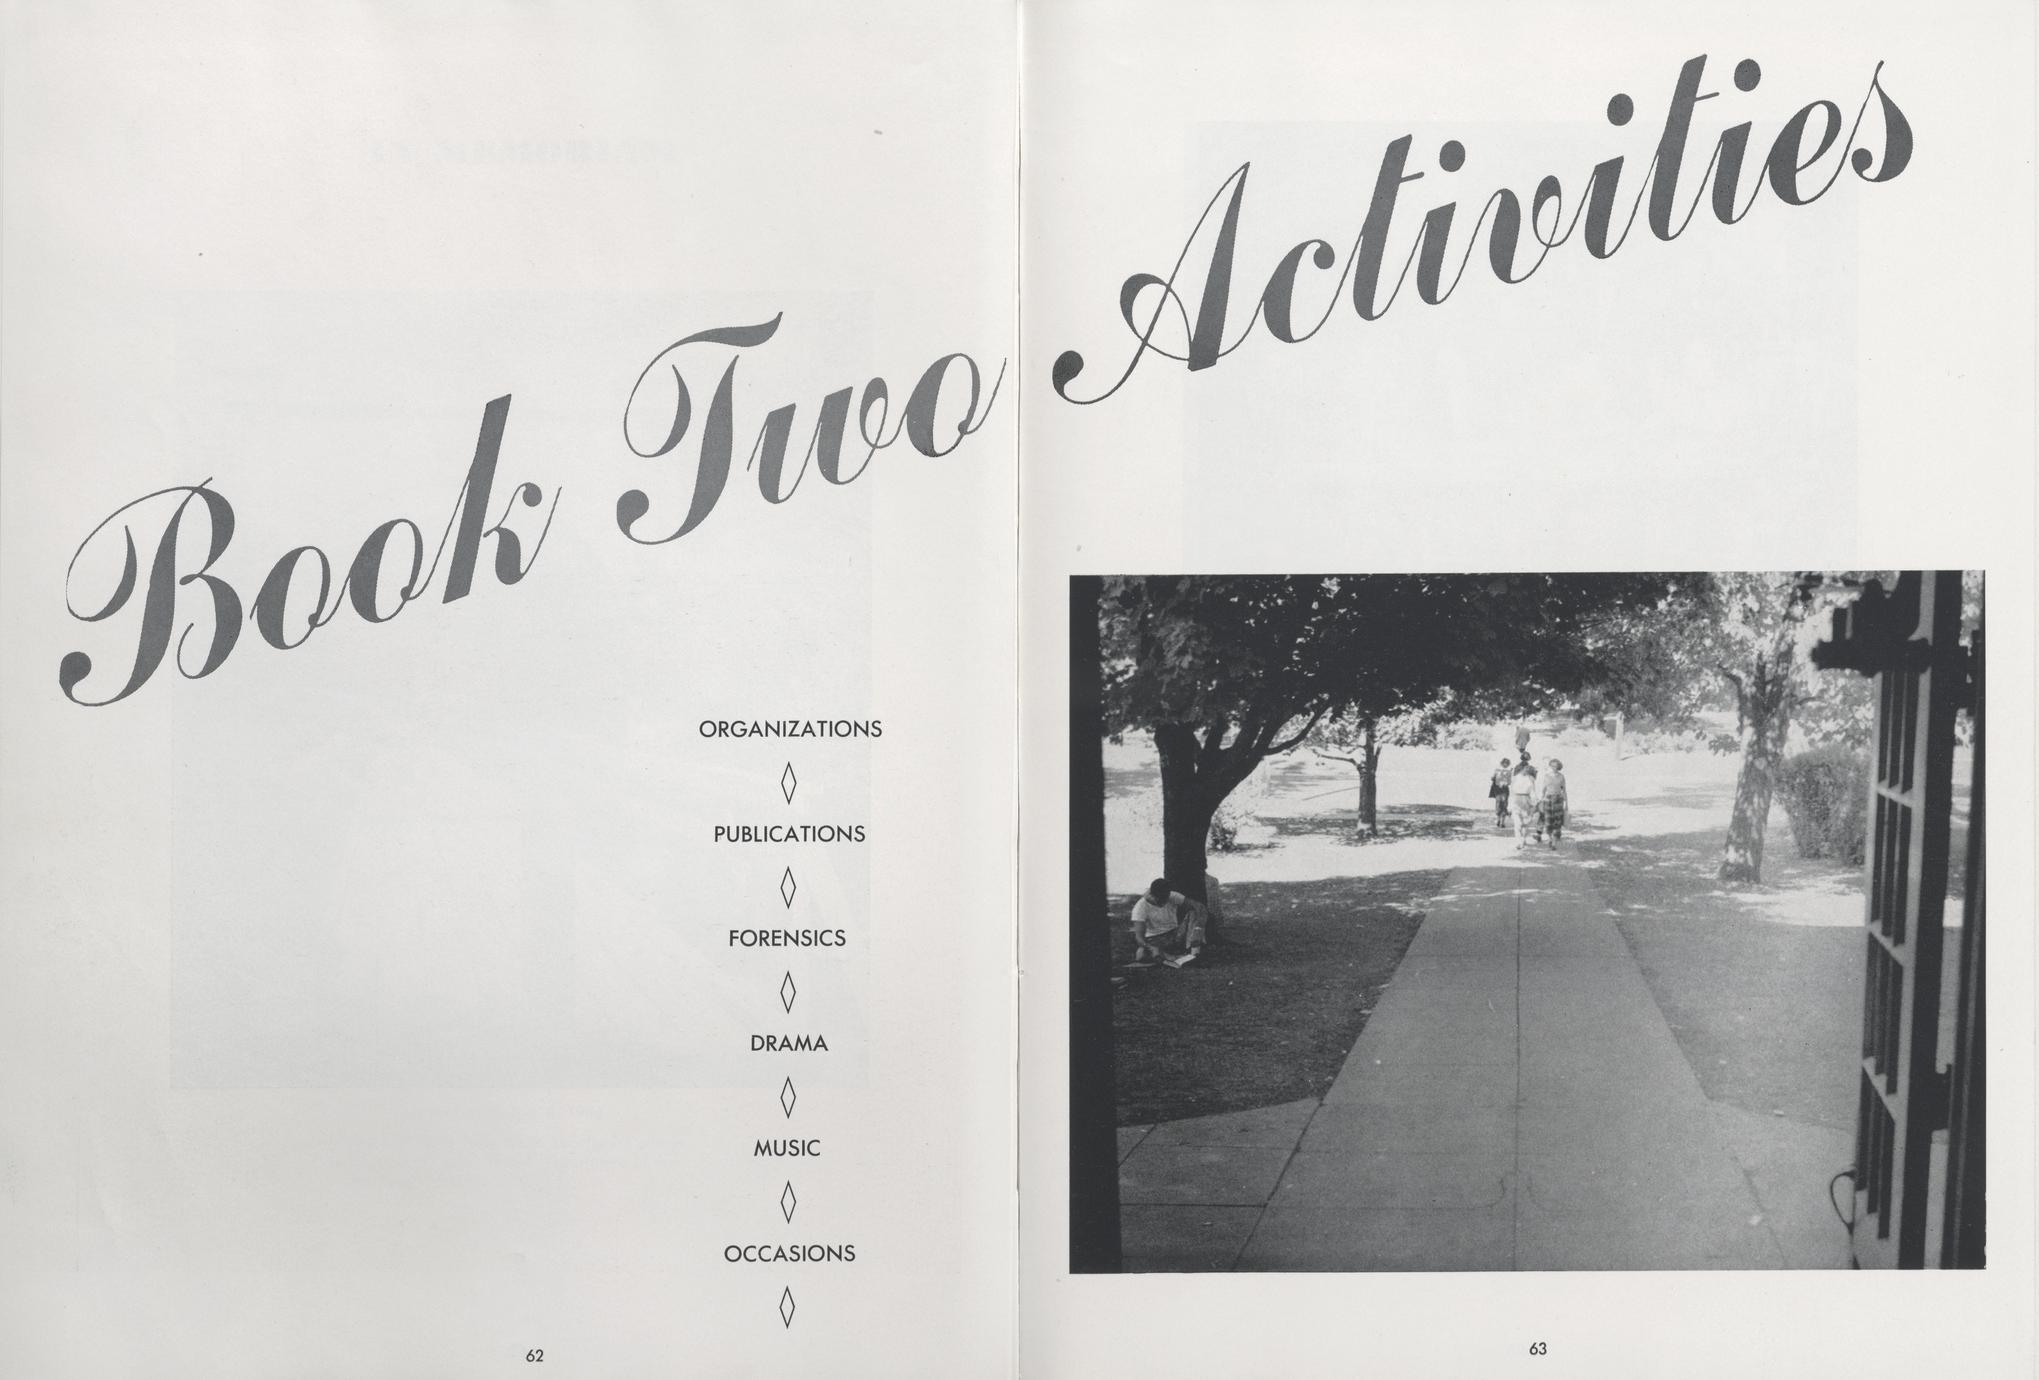 Book Two
ORGANIZATIONS
PUBLICATIONS
FORENSICS
DRAMA
MUSIC
OCCASIONS
62
Activities
63